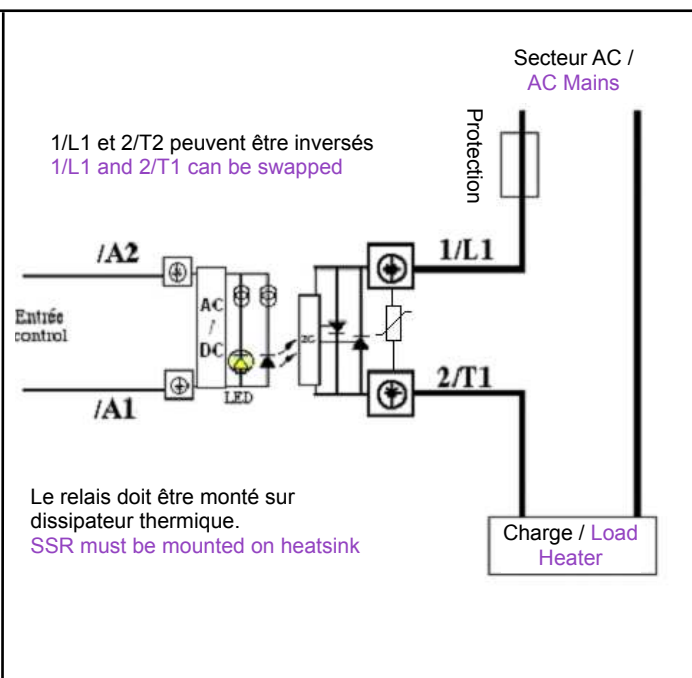 Secteur AC /
AC Mains
Protection
1/L1 et 2/T2 peuvent être inversés
1/L1 and 2/T1 can be swapped
/A2
1/L1
AC
/
DC
ZC
Entrée
control
LED
/A1
2/T1
Le relais doit être monté sur
dissipateur thermique.
SSR must be mounted on heatsink
Charge / Load
Heater